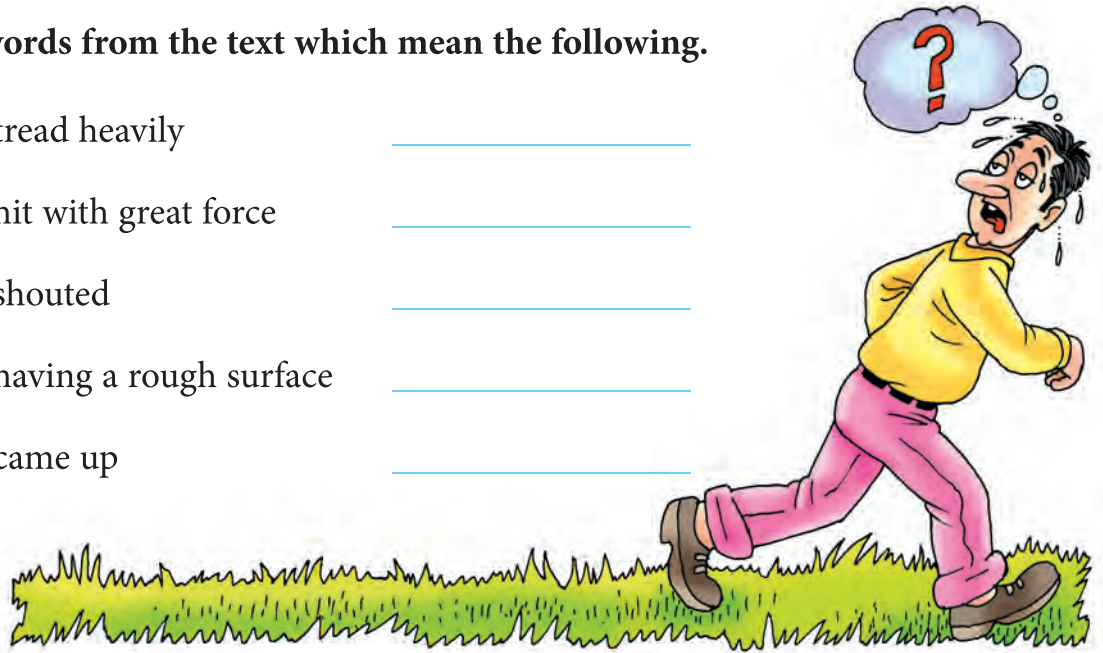 words from the text which mean the following.
?
tread heavily
hit with great force
shouted
having a rough surface
came up